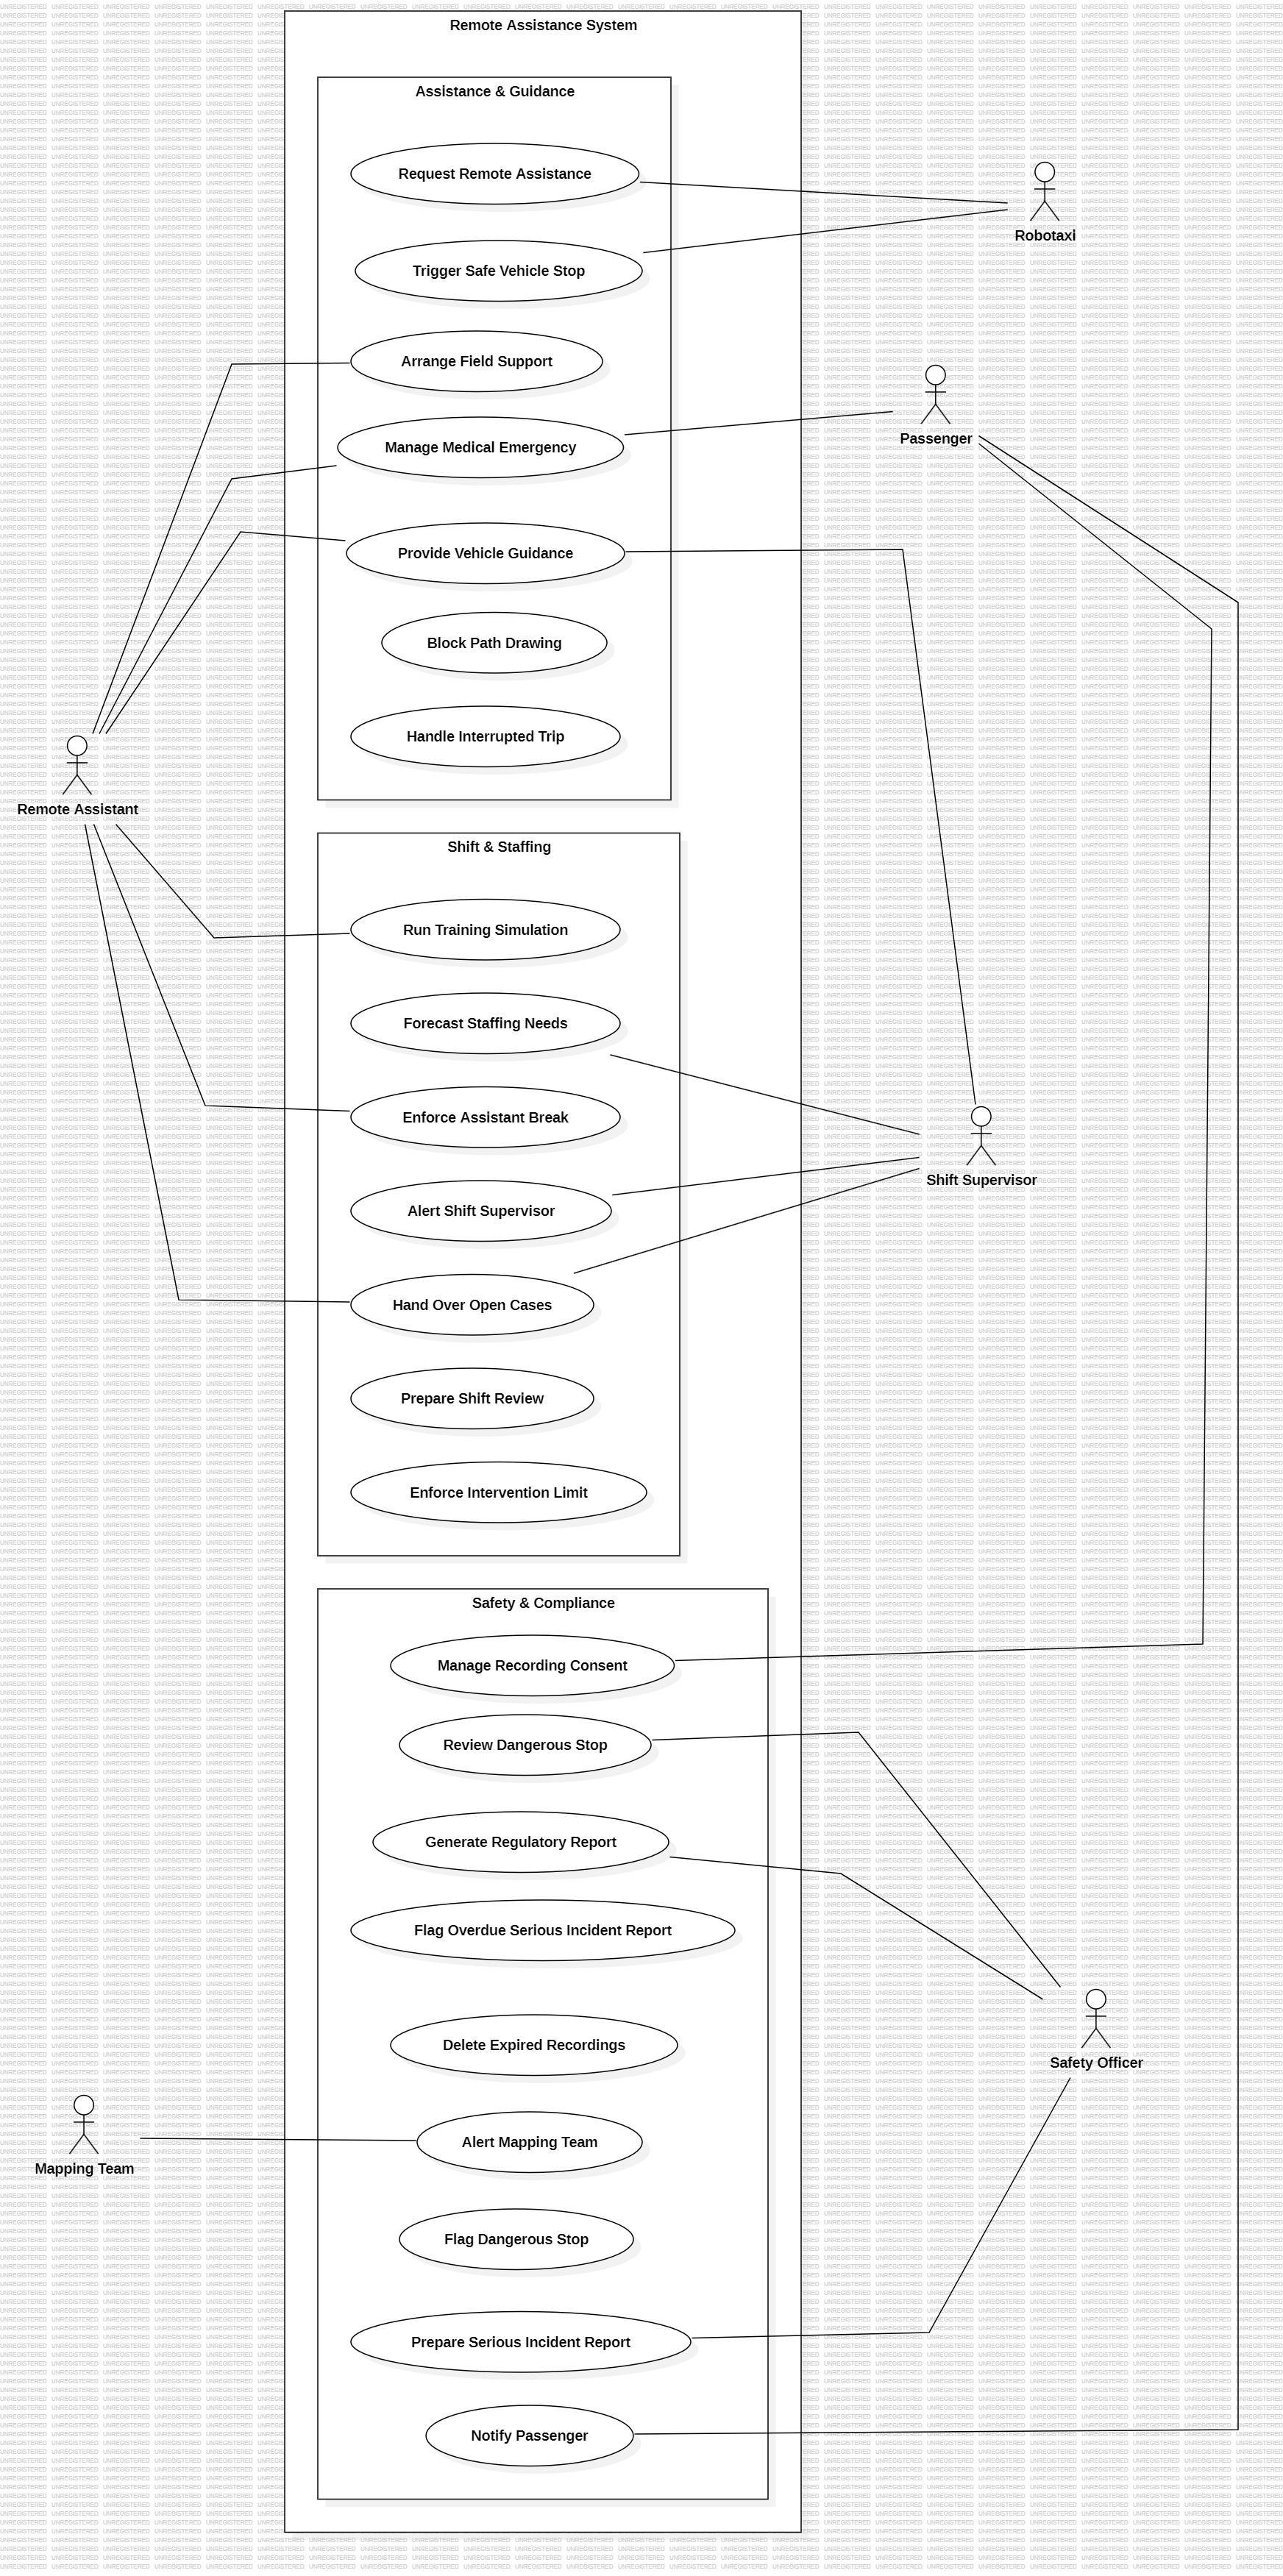 Remote Assistance System
Assistance & Guidance
Request Remote Assistance
Robotaxi
Trigger Safe Vehicle Stop
Arrange Field Support
Passenger
Manage Medical Emergency
Provide Vehicle Guidance
Block Path Drawing
Handle Interrupted Trip
Remote Assistant
Shift & Staffing
Run Training Simulation
Forecast Staffing Needs
Enforce Assistant Break
Shift Supervisor
Alert Shift Supervisor
Hand Over Open Cases
Prepare Shift Review
Enforce Intervention Limit
Safety & Compliance
Manage Recording Consent
Review Dangerous Stop
Generate Regulatory Report
Flag Overdue Serious Incident Report
Delete Expired Recordings
Safety Officer
Alert Mapping Team
Mapping Team
Flag Dangerous Stop
Prepare Serious Incident Report
Notify Passenger
UNREGISTERED